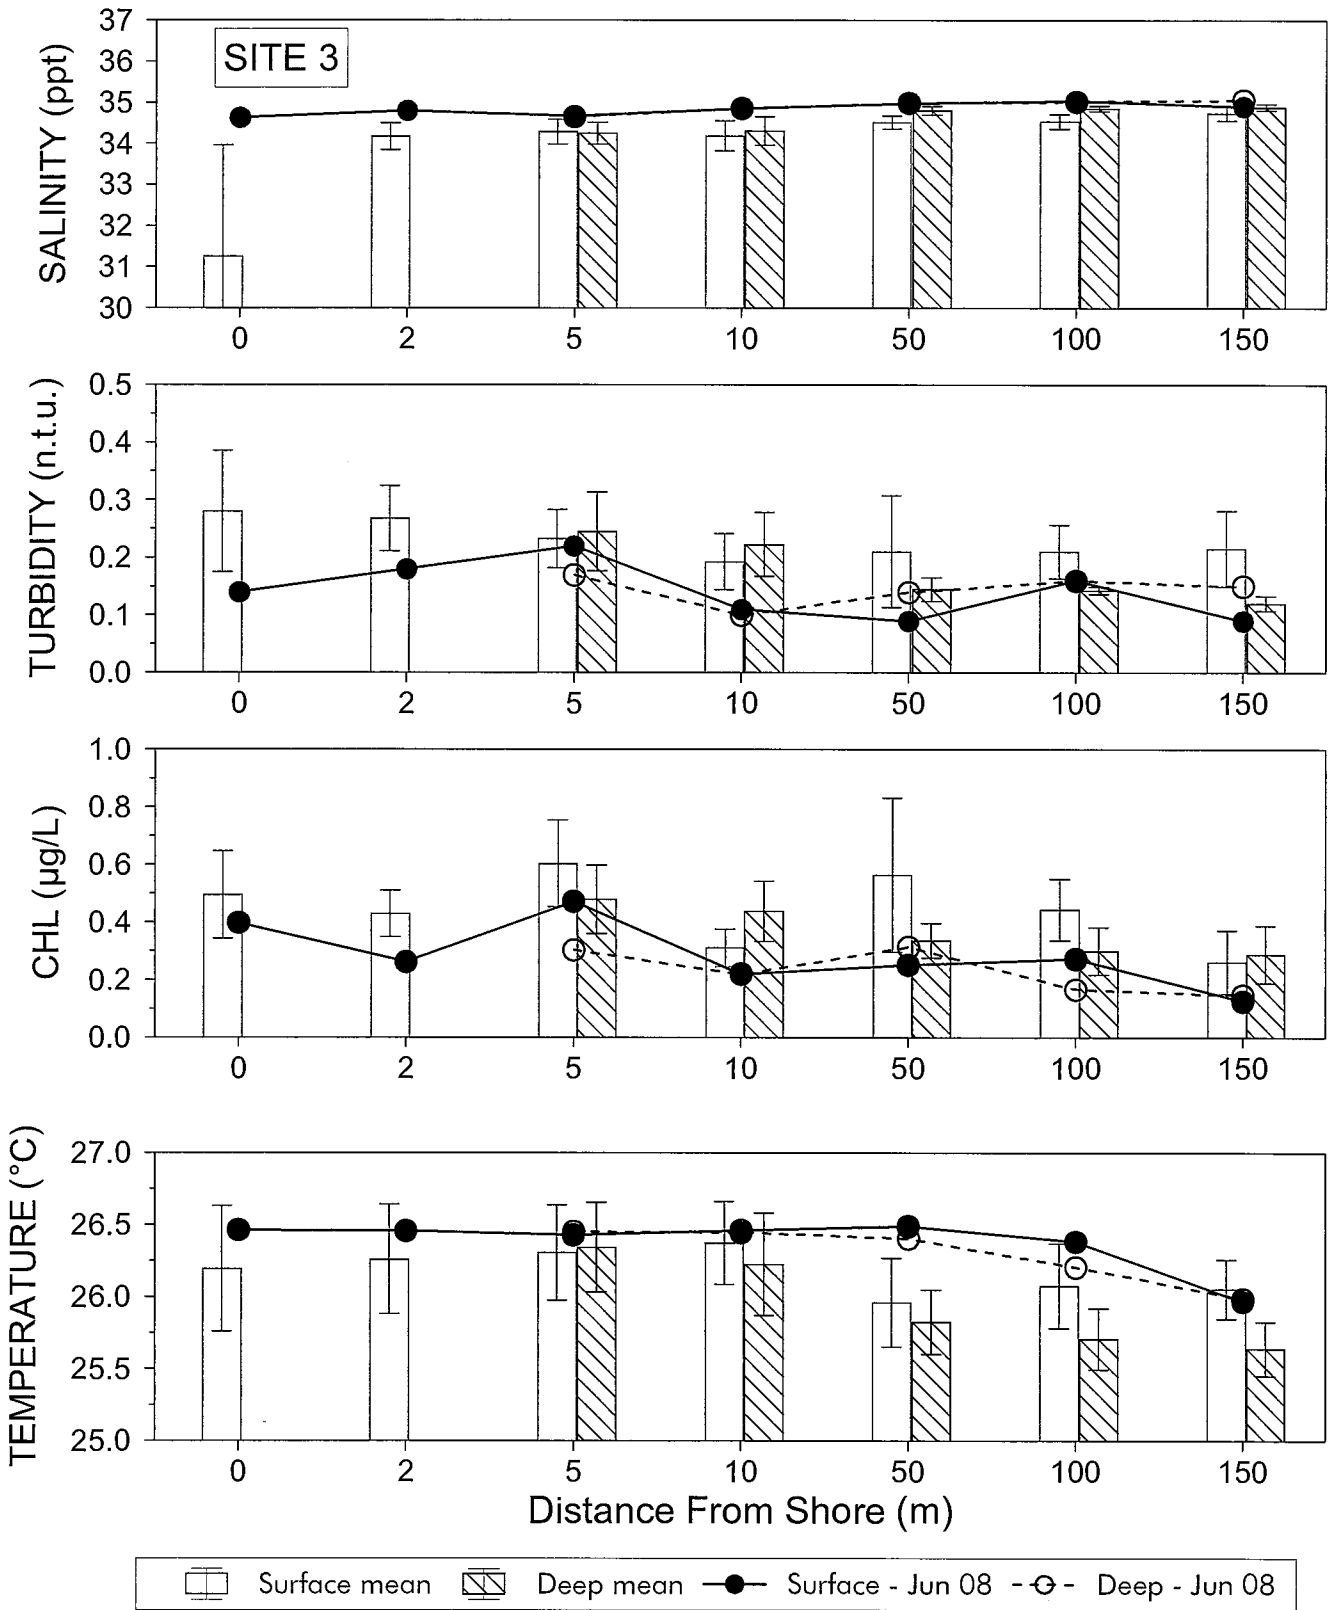 SITE 3
SALINITY (ppt)
37
36
35
34
33
32
31
30
0 2 5 10 50 100 150
TURBIDITY (n.t.u.)
0.5
0.4
0.3
0.2
0.1
0.0
0 2 5 10 50 100 150
CHL (µg/L)
1.0
0.8
0.6
0.4
0.2
0.0
0 2 5 10 50 100 150
TEMPERATURE (°C)
27.0
26.5
26.0
25.5
25.0
0 2 5 10 50 100 150
Distance From Shore (m)
Surface mean Deep mean Surface - Jun 08 Deep - Jun 08